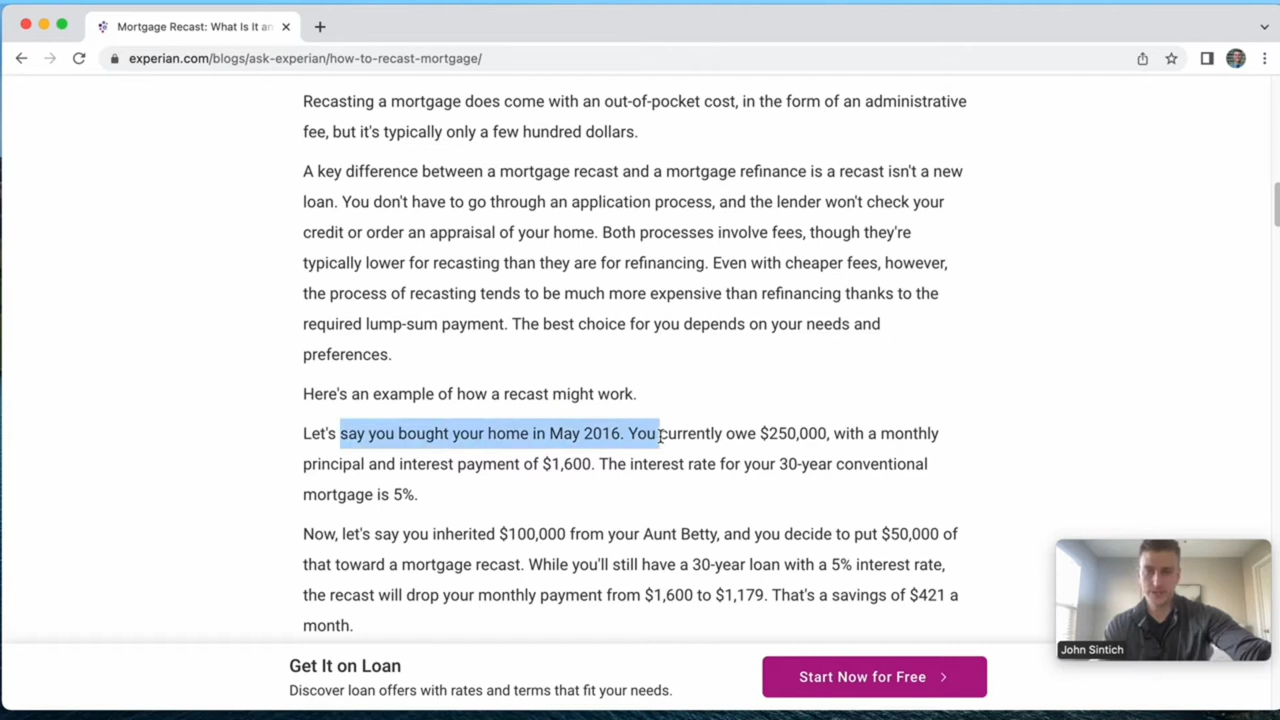 Mortgage Recast: What Is It an
experian.com/blogs/ask-experian/how-to-recast-mortgage/
Recasting a mortgage does come with an out-of-pocket cost, in the form of an administrative
fee, but it's typically only a few hundred dollars.
A key difference between a mortgage recast and a mortgage refinance is a recast isn't a new
loan. You don't have to go through an application process, and the lender won't check your
credit or order an appraisal of your home. Both processes involve fees, though they're
typically lower for recasting than they are for refinancing. Even with cheaper fees, however,
the process of recasting tends to be much more expensive than refinancing thanks to the
required lump-sum payment. The best choice for you depends on your needs and
preferences.
Here's an example of how a recast might work.
Let's say you bought your home in May 2016. You currently owe $250,000, with a monthly
principal and interest payment of $1,600. The interest rate for your 30-year conventional
mortgage is 5%.
Now, let's say you inherited $100,000 from your Aunt Betty, and you decide to put $50,000 of
that toward a mortgage recast. While you'll still have a 30-year loan with a 5% interest rate,
the recast will drop your monthly payment from $1,600 to $1,179. That's a savings of $421 a
month.
John Sintich
Get It on Loan
Discover loan offers with rates and terms that fit your needs.
Start Now for Free